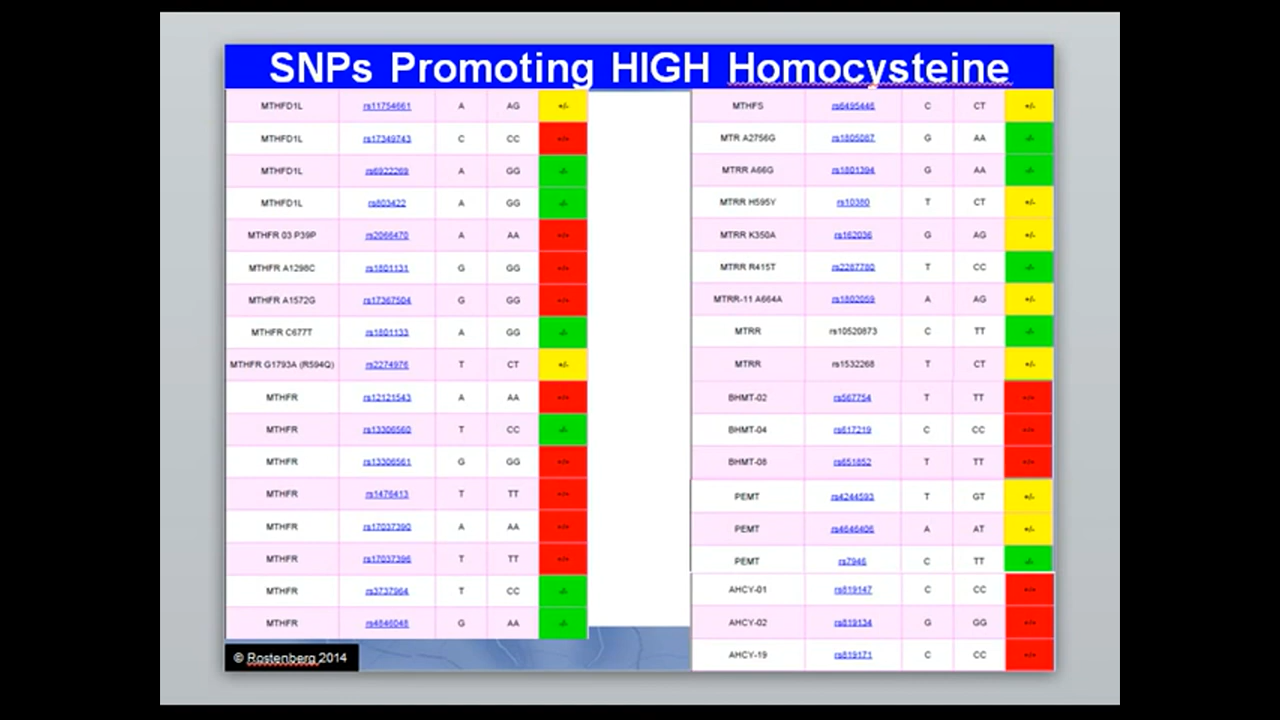 SNPs Promoting HIGH Homocysteine
MTHFD1L rs11754661 A AG +/-
MTHFD1L rs17349743 C CC +/+
MTHFD1L rs6922269 A GG -/-
MTHFD1L rs803422 A GG -/-
MTHFR 03 P39P rs2066470 A AA +/+
MTHFR A1298C rs1801131 G GG +/+
MTHFR A1572G rs17367504 G GG +/+
MTHFR C677T rs1801133 A GG -/-
MTHFR G1793A (R594Q) rs2274976 T CT +/-
MTHFR rs12121543 A AA +/+
MTHFR rs13306560 T CC -/-
MTHFR rs13306561 G GG +/+
MTHFR rs1476413 T TT +/+
MTHFR rs17037390 A AA +/+
MTHFR rs17037396 T TT +/+
MTHFR rs3737964 T CC -/-
MTHFR rs4846048 G AA -/-
MTHFS rs6495446 C CT +/-
MTR A2756G rs1805087 G AA -/-
MTRR A66G rs1801394 G AA -/-
MTRR H595Y rs10380 T CT +/-
MTRR K350A rs162036 G AG +/-
MTRR R415T rs2287780 T CC -/-
MTRR-11 A664A rs1802059 A AG +/-
MTRR rs10520873 C TT -/-
MTRR rs1532268 T CT +/-
BHMT-02 rs567754 T TT +/+
BHMT-04 rs617219 C CC +/+
BHMT-08 rs651852 T TT +/+
PEMT rs4244593 T GT +/-
PEMT rs4646406 A AT +/-
PEMT rs7946 C TT -/-
AHCY-01 rs819147 C CC +/+
AHCY-02 rs819134 G GG +/+
AHCY-19 rs819171 C CC +/+
© Rostenberg 2014